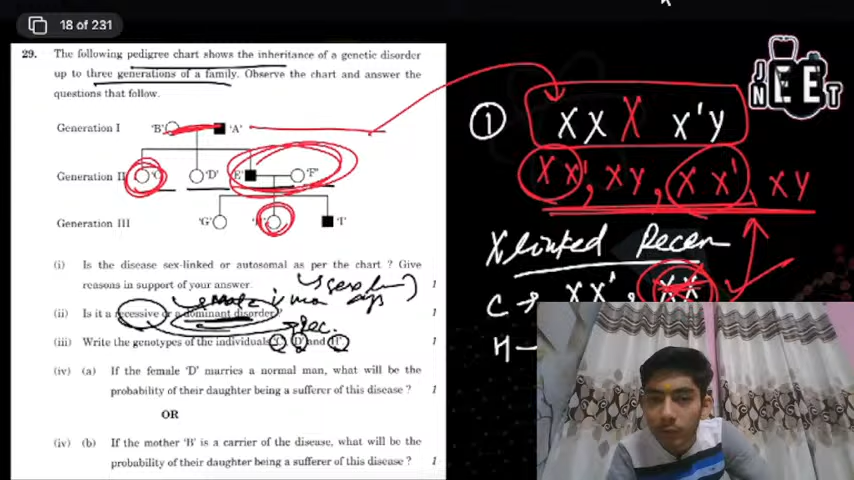 18 of 231
29. The following pedigree chart shows the inheritance of a genetic disorder
up to three generations of a family. Observe the chart and answer the
questions that follow.
Generation I 'B' 'A'
Generation II 'D' 'E' 'F'
Generation III 'G'
(i) Is the disease sex-linked or autosomal as per the chart ? Give
reasons in support of your answer. 1
(ii) Is it a recessive or a dominant disorder ? 1
rec.
(iii) Write the genotypes of the individuals 'C', 'D' and 'H'. 1
(iv) (a) If the female 'D' marries a normal man, what will be the
probability of their daughter being a sufferer of this disease ? 1
OR
(iv) (b) If the mother 'B' is a carrier of the disease, what will be the
probability of their daughter being a sufferer of this disease ? 1
J NEET
① XX X X'Y
XX', XY, XX', XY
X linked Recen
C → XX', XX
H –